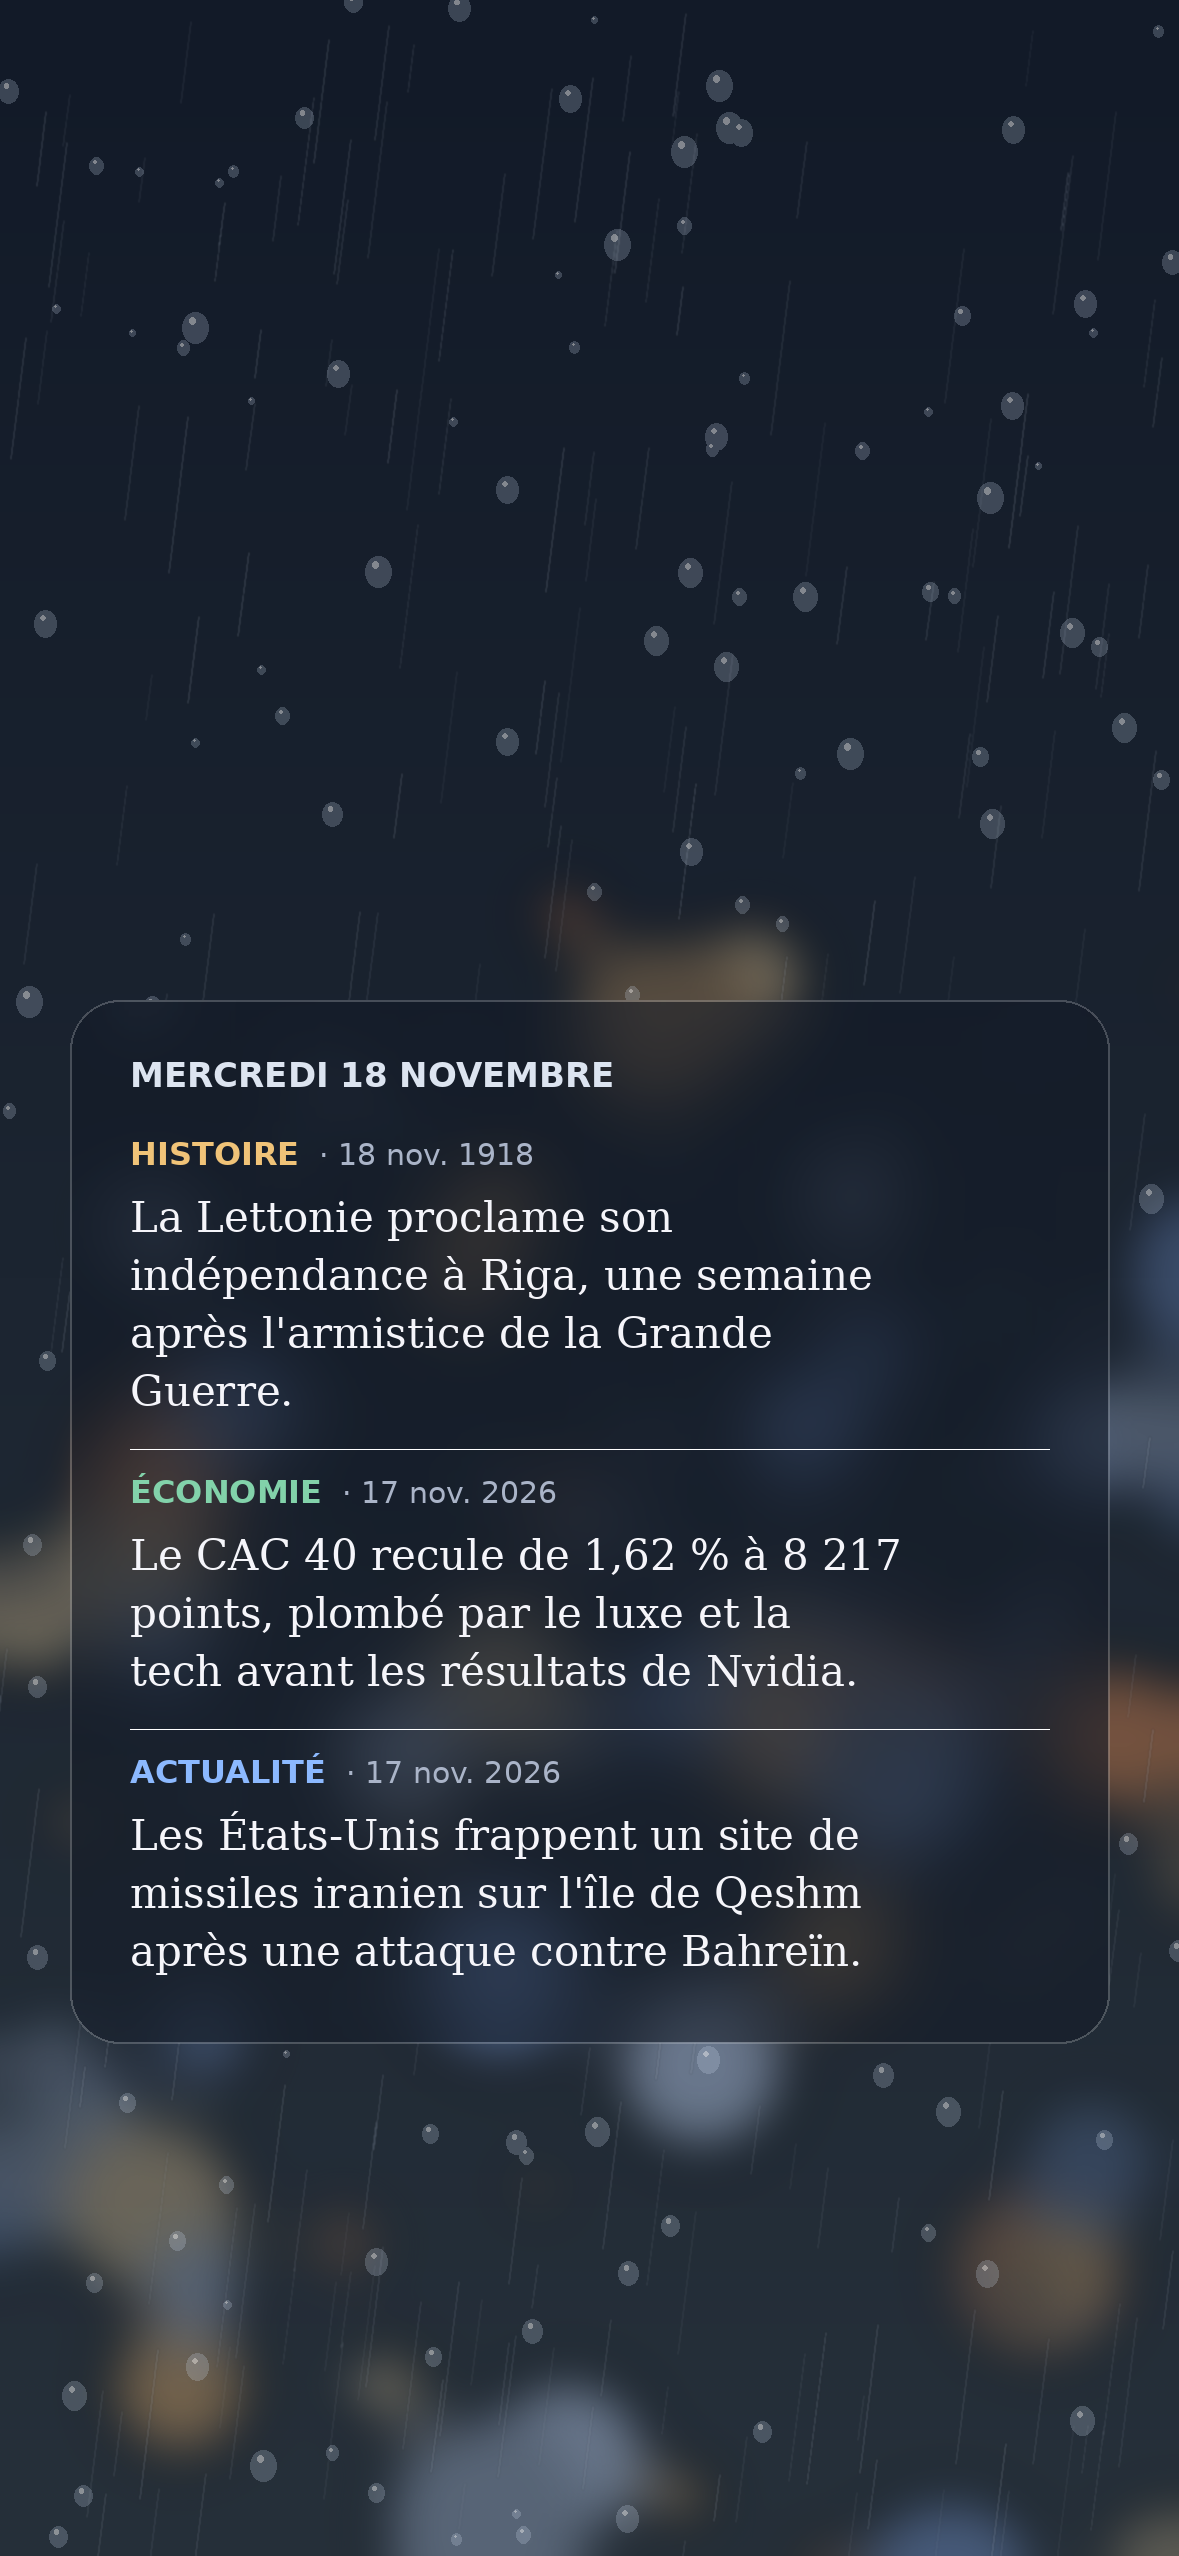 MERCREDI 18 NOVEMBRE
HISTOIRE · 18 nov. 1918
La Lettonie proclame son
indépendance à Riga, une semaine
après l'armistice de la Grande
Guerre.
ÉCONOMIE · 17 nov. 2026
Le CAC 40 recule de 1,62 % à 8 217
points, plombé par le luxe et la
tech avant les résultats de Nvidia.
ACTUALITÉ · 17 nov. 2026
Les États-Unis frappent un site de
missiles iranien sur l'île de Qeshm
après une attaque contre Bahreïn.